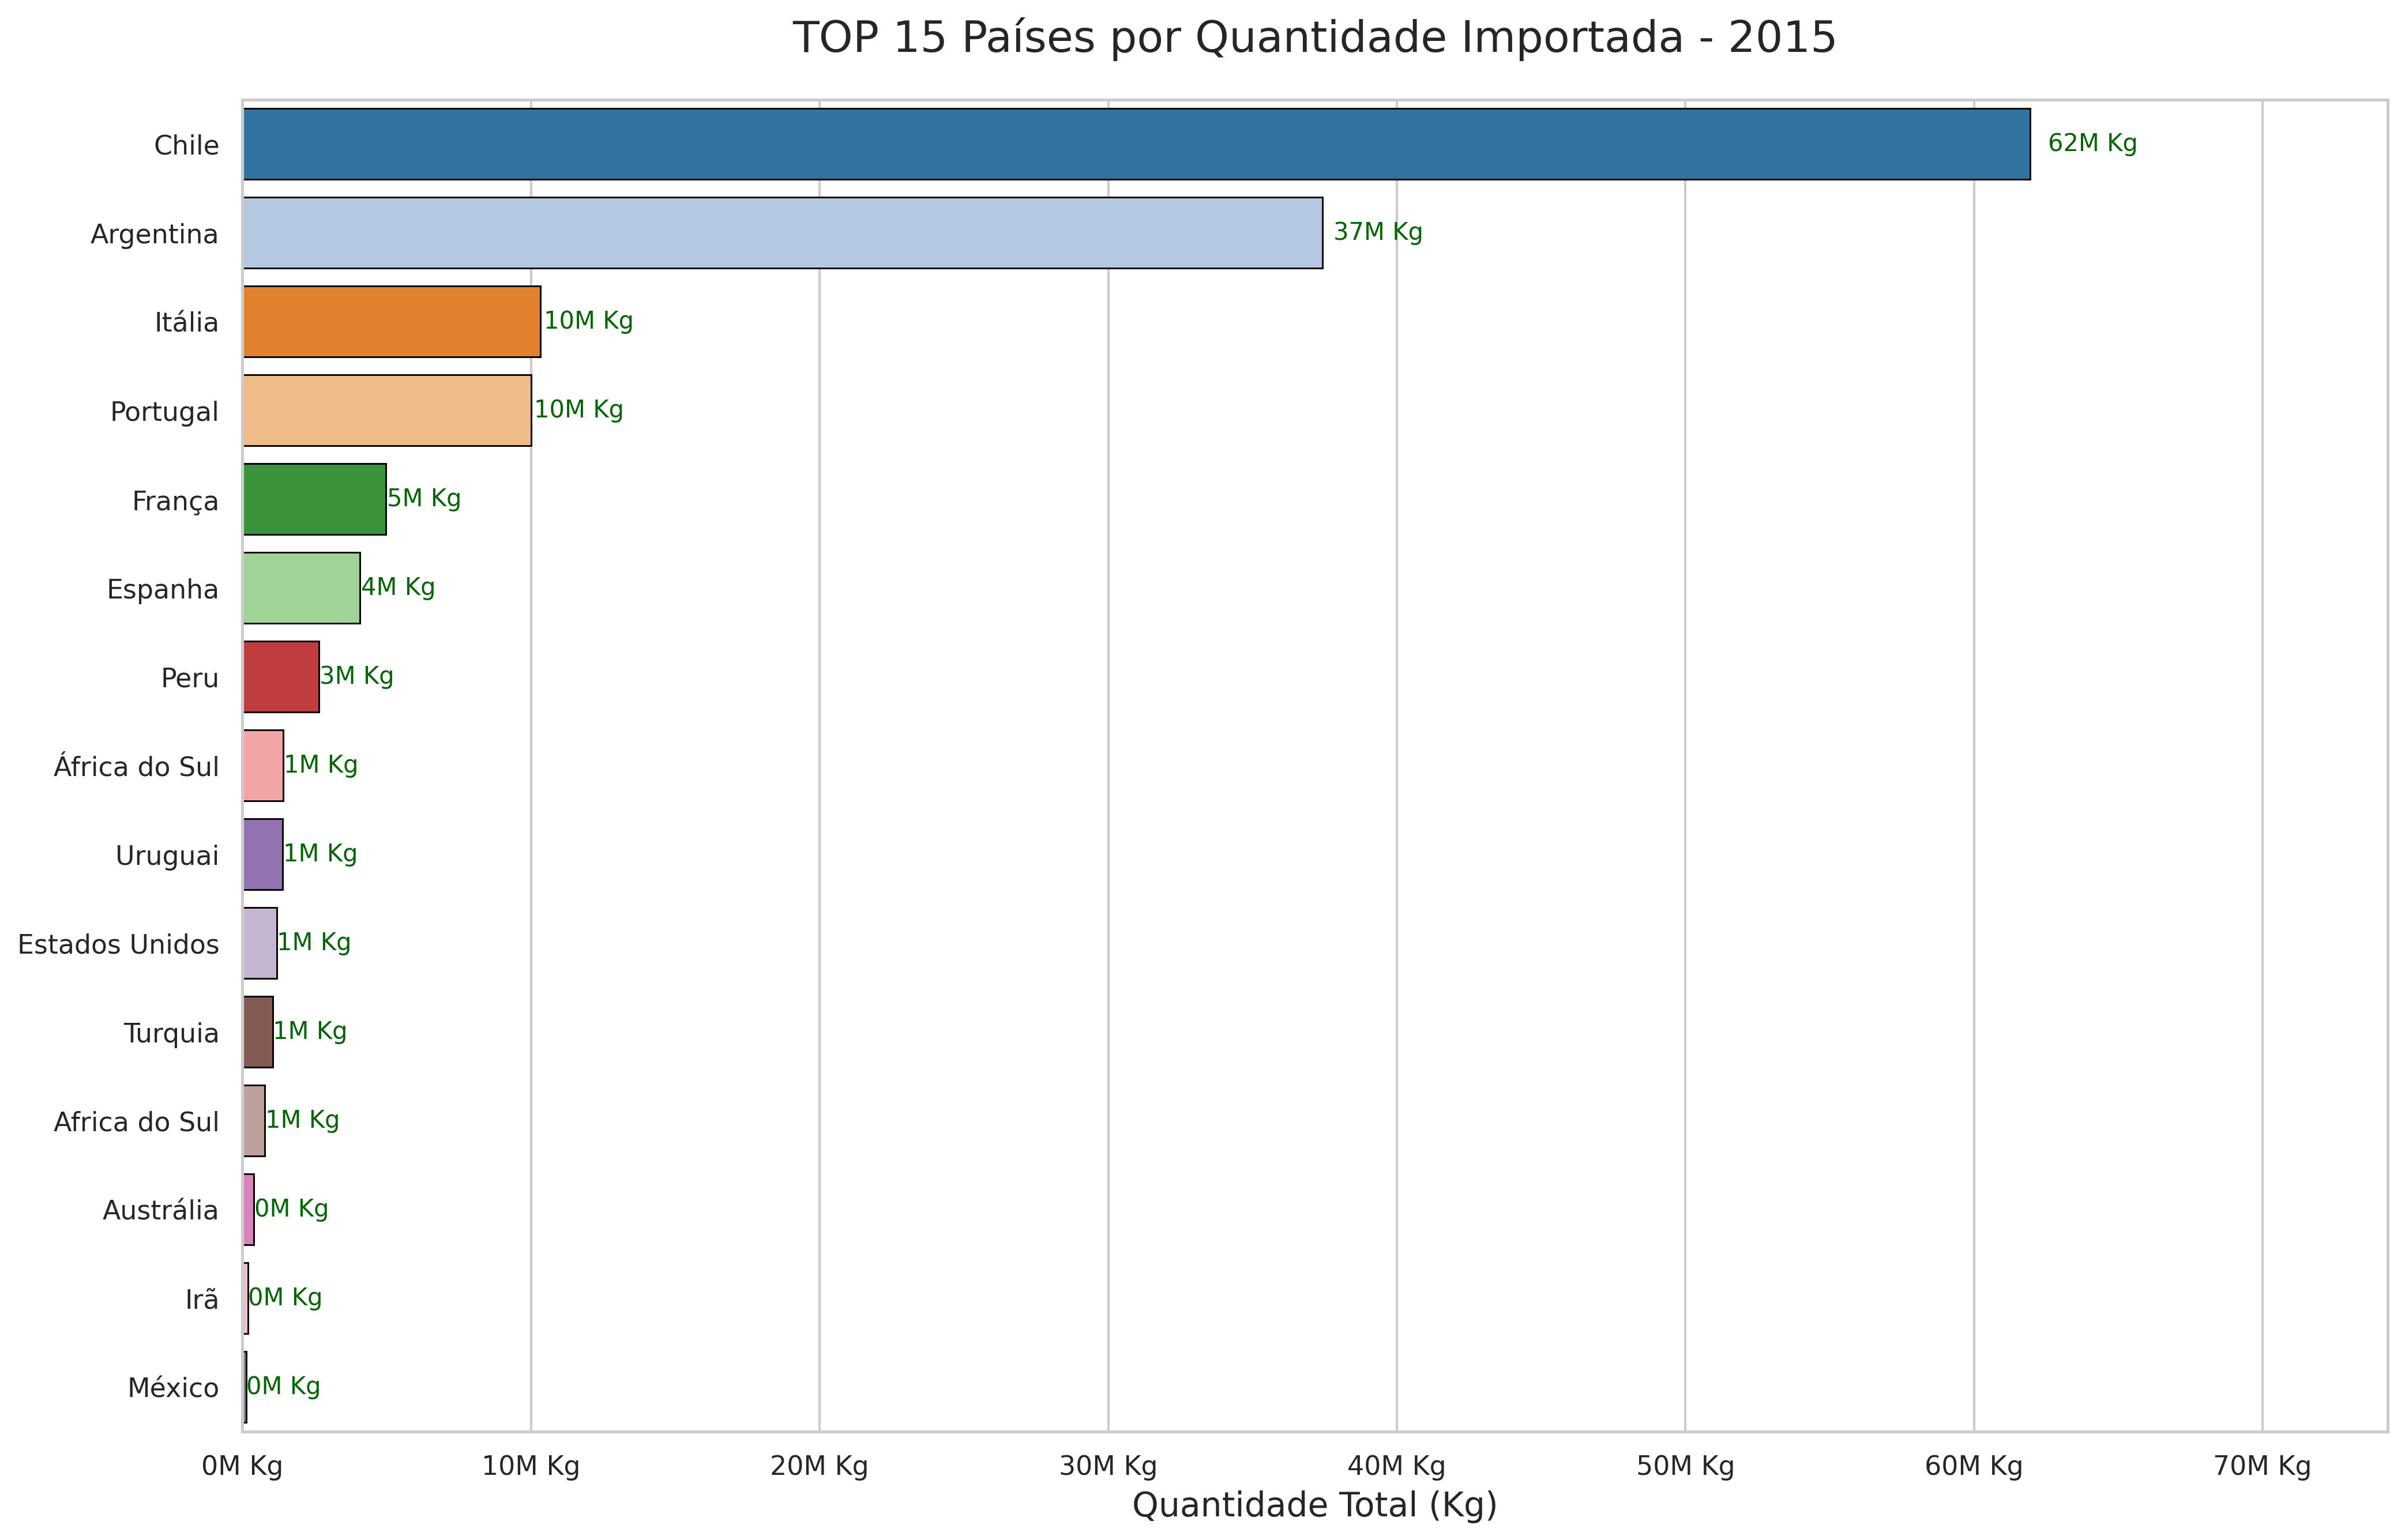 TOP 15 Países por Quantidade Importada - 2015
Chile 62M Kg
Argentina 37M Kg
Itália 10M Kg
Portugal 10M Kg
França 5M Kg
Espanha 4M Kg
Peru 3M Kg
África do Sul 1M Kg
Uruguai 1M Kg
Estados Unidos 1M Kg
Turquia 1M Kg
Africa do Sul 1M Kg
Austrália 0M Kg
Irã 0M Kg
México 0M Kg
0M Kg 10M Kg 20M Kg 30M Kg 40M Kg 50M Kg 60M Kg 70M Kg
Quantidade Total (Kg)